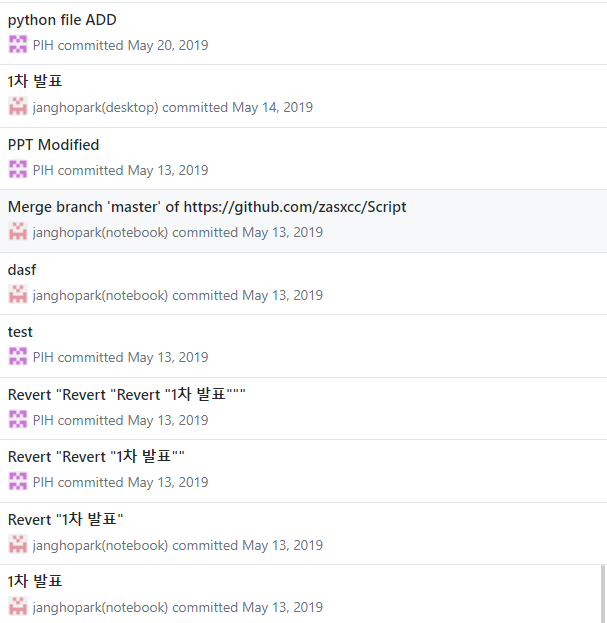 python file ADD
PIH committed May 20, 2019
1차 발표
janghopark(desktop) committed May 14, 2019
PPT Modified
PIH committed May 13, 2019
Merge branch 'master' of https://github.com/zasxcc/Script
janghopark(notebook) committed May 13, 2019
dasf
janghopark(notebook) committed May 13, 2019
test
PIH committed May 13, 2019
Revert "Revert "Revert "1차 발표"""
PIH committed May 13, 2019
Revert "Revert "1차 발표""
PIH committed May 13, 2019
Revert "1차 발표"
janghopark(notebook) committed May 13, 2019
1차 발표
janghopark(notebook) committed May 13, 2019